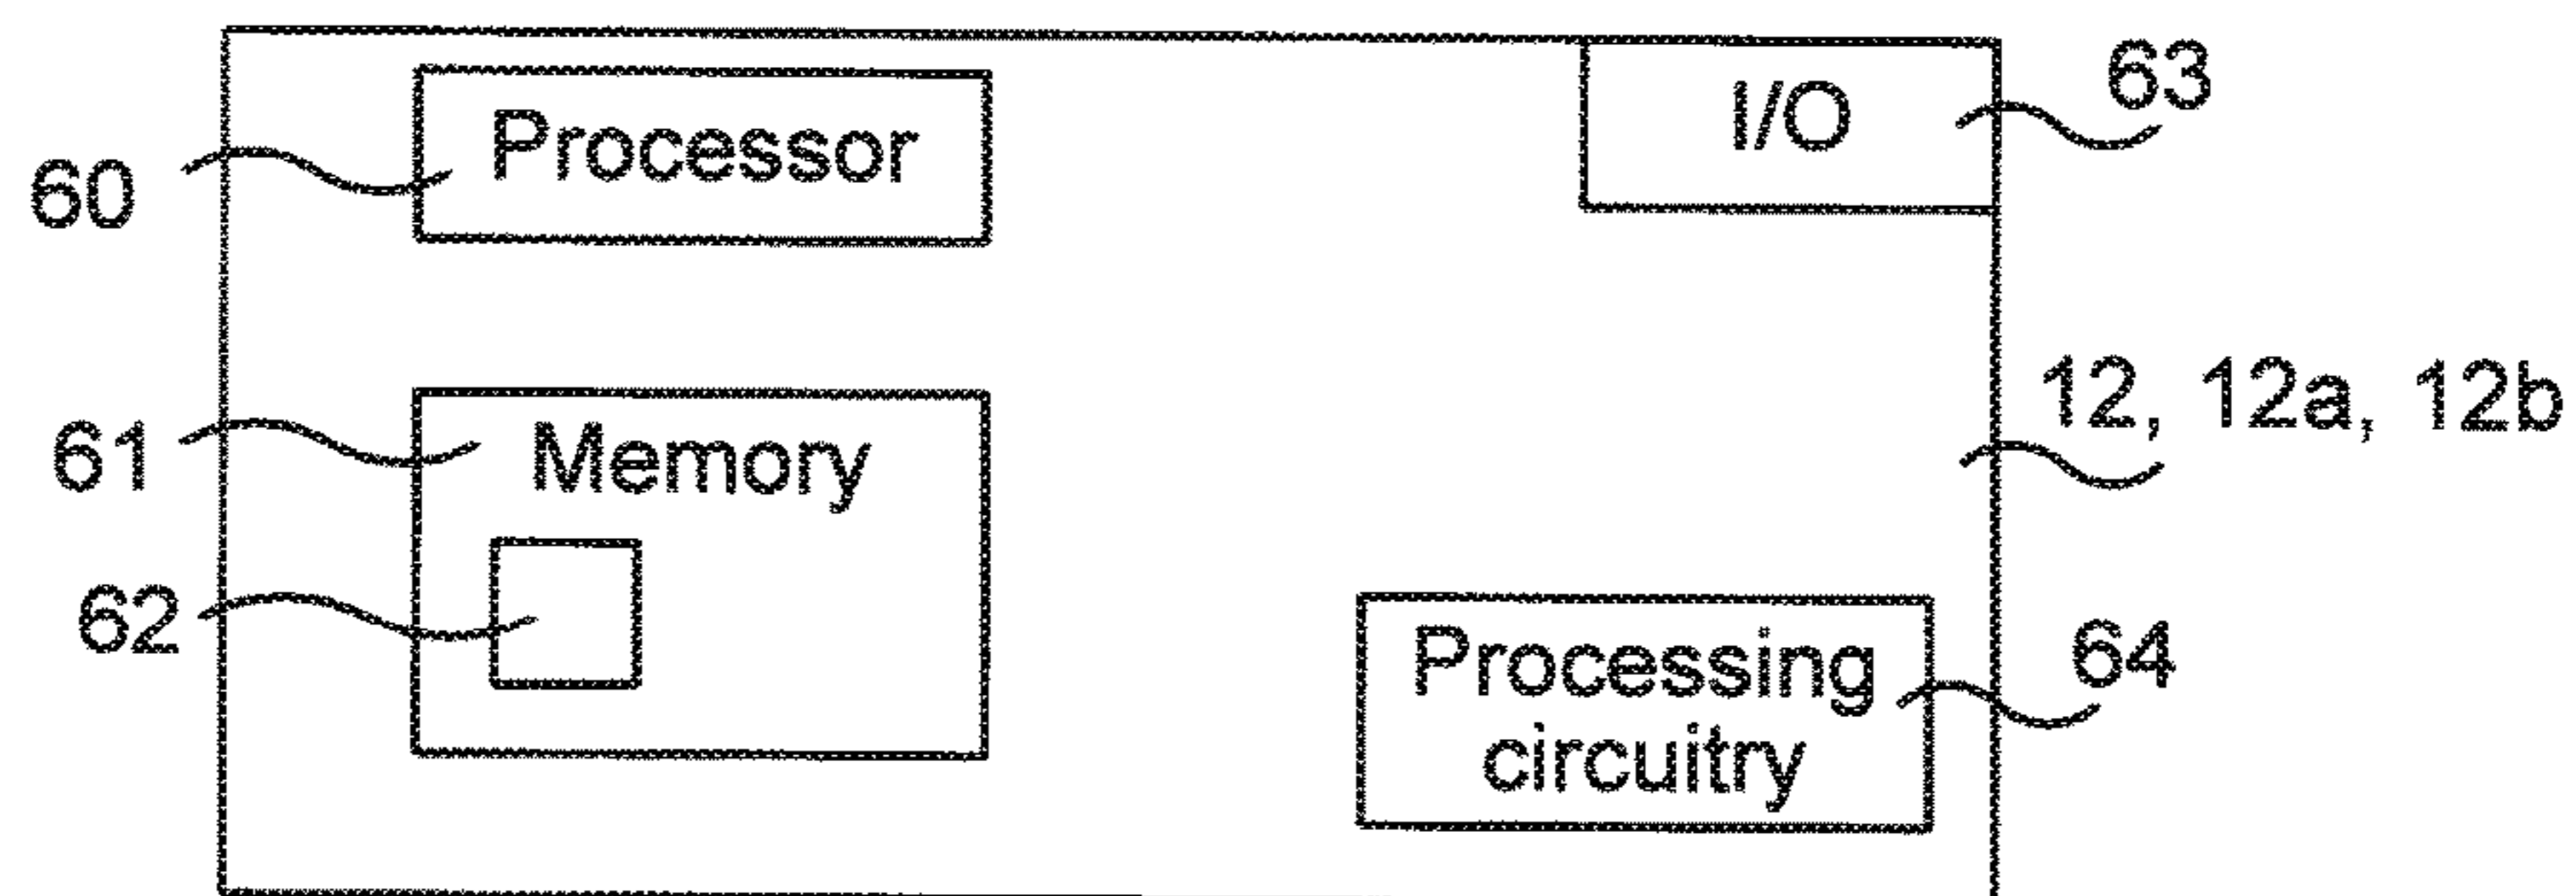 Processor
I/O
63
60
12, 12a, 12b
61
Memory
62
Processing
circuitry
64